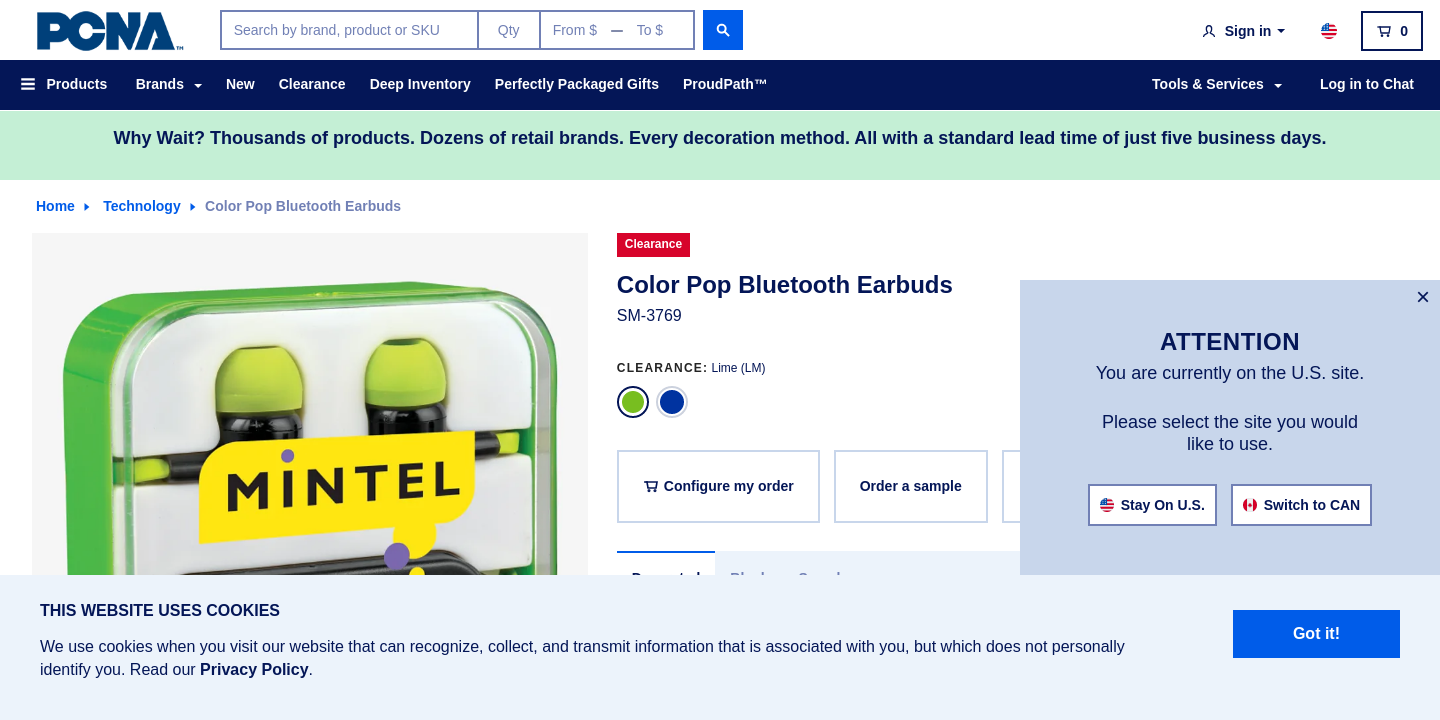 PCNA™
Search by brand, product or SKU
Qty
From $ — To $
Sign in
0
Products
Brands
New
Clearance
Deep Inventory
Perfectly Packaged Gifts
ProudPath™
Tools & Services
Log in to Chat
Why Wait? Thousands of products. Dozens of retail brands. Every decoration method. All with a standard lead time of just five business days.
Home
Technology
Color Pop Bluetooth Earbuds
MINTEL
Clearance
Color Pop Bluetooth Earbuds
SM-3769
CLEARANCE: Lime (LM)
Configure my order
Order a sample
×
ATTENTION
You are currently on the U.S. site.
Please select the site you would
like to use.
Stay On U.S.
Switch to CAN
THIS WEBSITE USES COOKIES
We use cookies when you visit our website that can recognize, collect, and transmit information that is associated with you, but which does not personally
identify you. Read our Privacy Policy.
Got it!